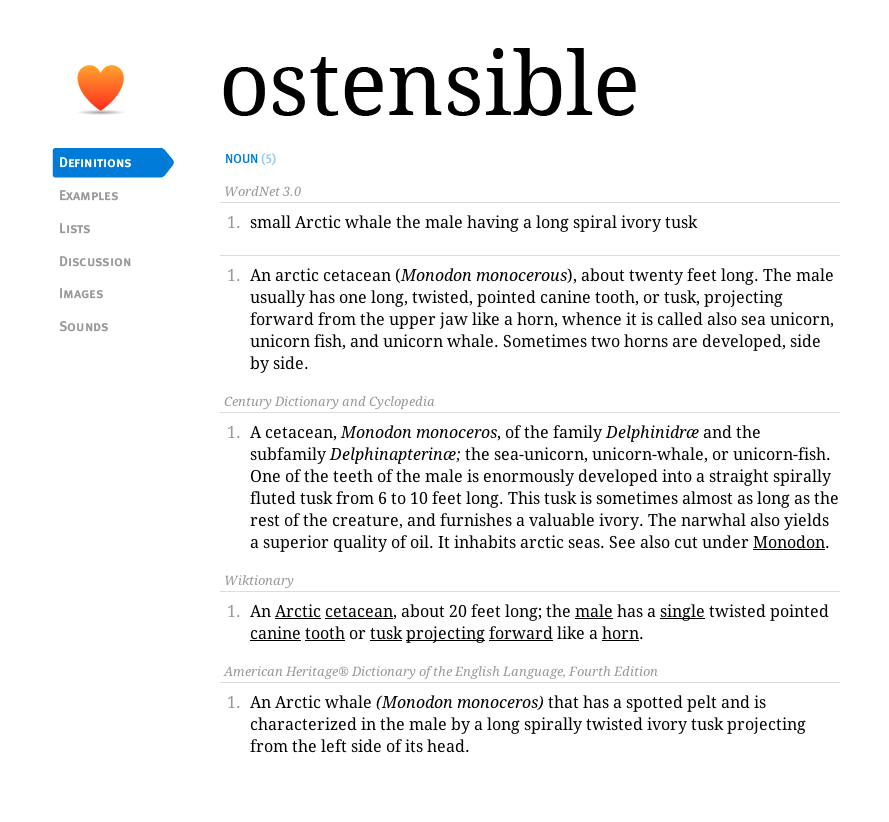 ostensible
DEFINITIONS
EXAMPLES
LISTS
DISCUSSION
IMAGES
SOUNDS
NOUN (5)
WordNet 3.0
1. small Arctic whale the male having a long spiral ivory tusk
1. An arctic cetacean (Monodon monocerous), about twenty feet long. The male
usually has one long, twisted, pointed canine tooth, or tusk, projecting
forward from the upper jaw like a horn, whence it is called also sea unicorn,
unicorn fish, and unicorn whale. Sometimes two horns are developed, side
by side.
Century Dictionary and Cyclopedia
1. A cetacean, Monodon monoceros, of the family Delphinidræ and the
subfamily Delphinapterinæ; the sea-unicorn, unicorn-whale, or unicorn-fish.
One of the teeth of the male is enormously developed into a straight spirally
fluted tusk from 6 to 10 feet long. This tusk is sometimes almost as long as the
rest of the creature, and furnishes a valuable ivory. The narwhal also yields
a superior quality of oil. It inhabits arctic seas. See also cut under Monodon.
Wiktionary
1. An Arctic cetacean, about 20 feet long; the male has a single twisted pointed
canine tooth or tusk projecting forward like a horn.
American Heritage® Dictionary of the English Language, Fourth Edition
1. An Arctic whale (Monodon monoceros) that has a spotted pelt and is
characterized in the male by a long spirally twisted ivory tusk projecting
from the left side of its head.